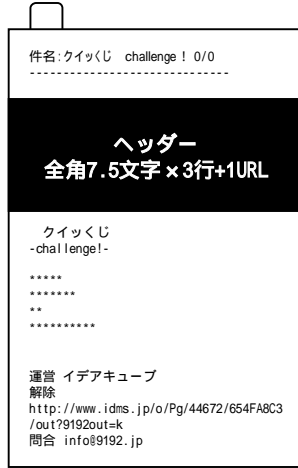 件名:クイッくじ challenge! 0/0
-----------------------------
ヘッダー
全角7.5文字×3行+1URL
クイッくじ
-challenge!-
*****
*******
**
**********
運営 イデアキューブ
解除
http://www.idms.jp/o/Pg/44672/654FA8C3
/out?9192out=k
問合 info@9192.jp